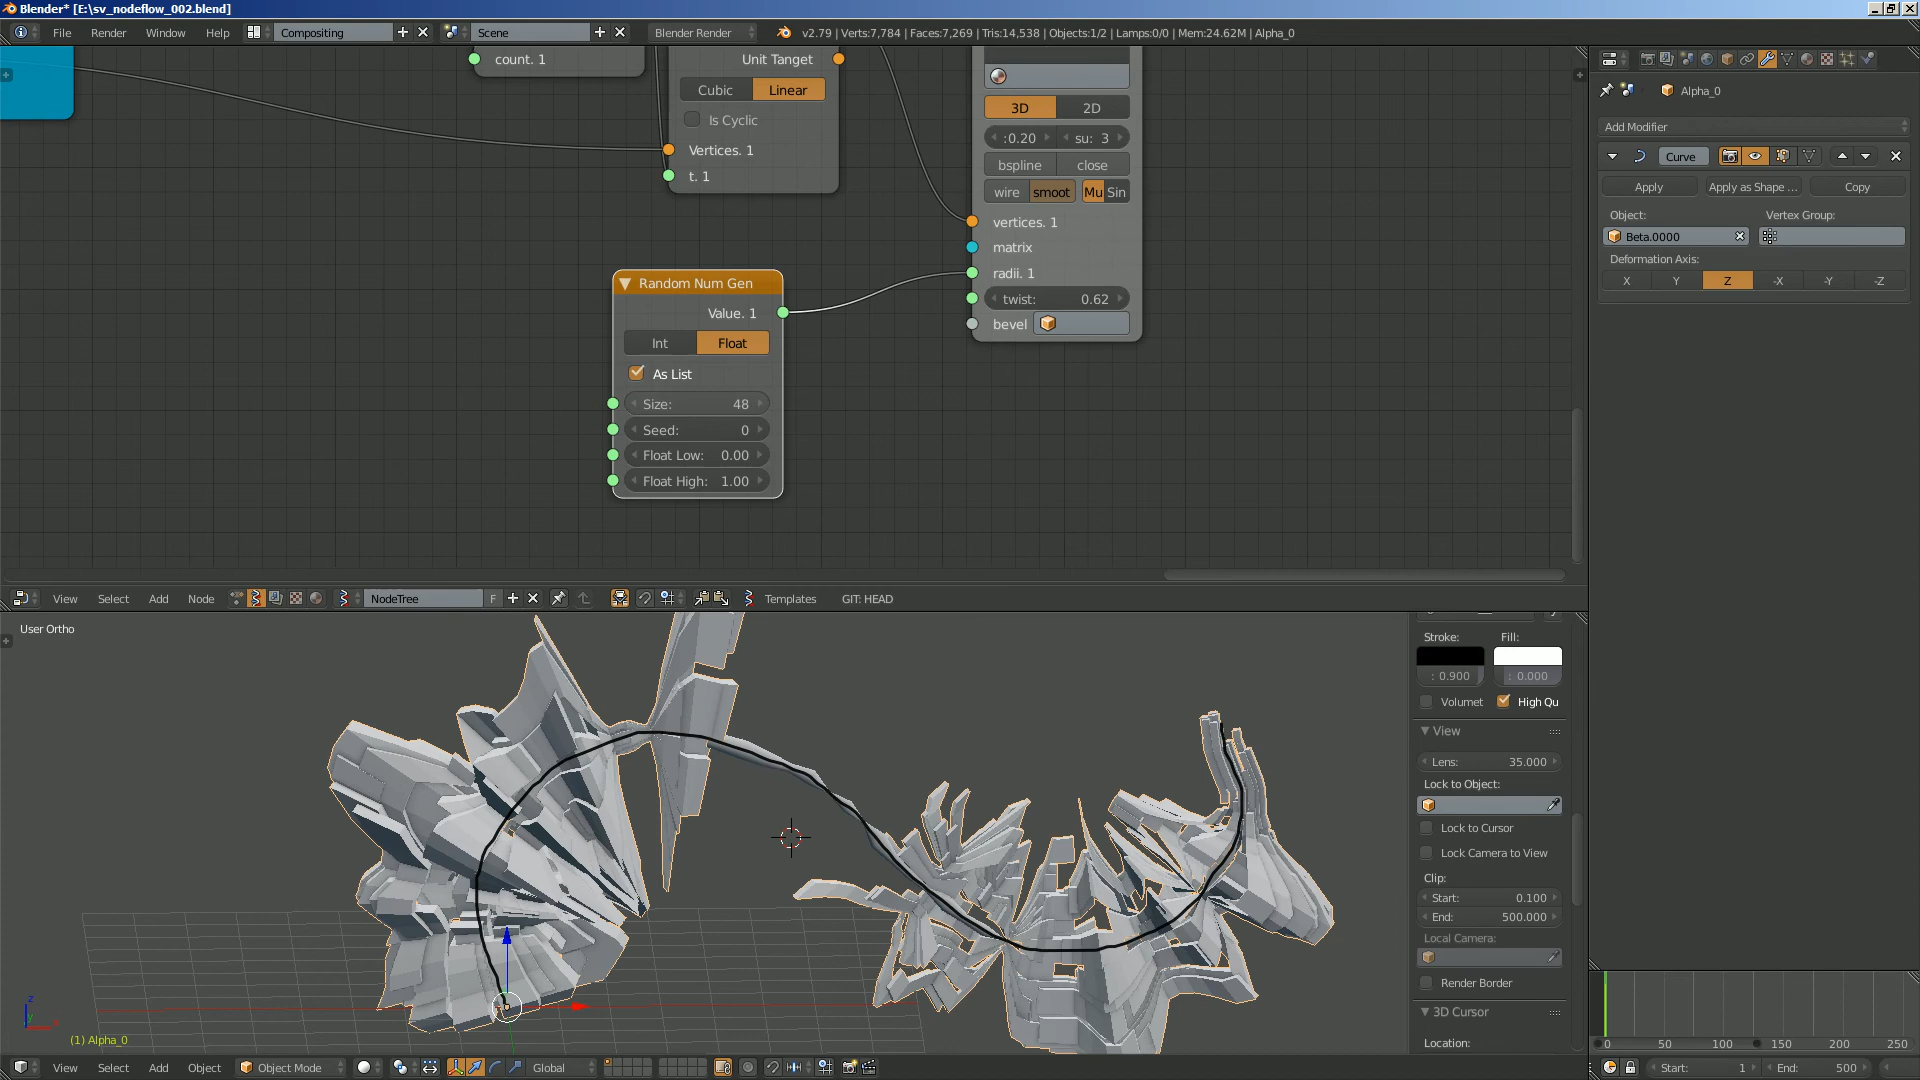 Blender* [E:\sv_nodeflow_002.blend]
File Render Window Help Compositing Scene Blender Render v2.79 | Verts:7,784 | Faces:7,269 | Tris:14,538 | Objects:1/2 | Lamps:0/0 | Mem:24.62M | Alpha_0
count. 1
Unit Tanget
Cubic Linear
Is Cyclic
Vertices. 1
t. 1
3D 2D
:0.20 su: 3
bspline close
wire smoot Mu Sin
vertices. 1
matrix
radii. 1
twist: 0.62
bevel
Random Num Gen
Value. 1
Int Float
As List
Size: 48
Seed: 0
Float Low: 0.00
Float High: 1.00
Alpha_0
Add Modifier
Curve
Apply Apply as Shape ... Copy
Object: Vertex Group:
Beta.0000
Deformation Axis:
X Y Z -X -Y -Z
View Select Add Node NodeTree F Templates GIT: HEAD
User Ortho
Stroke: Fill:
: 0.900 : 0.000
Volumet High Qu
View
Lens: 35.000
Lock to Object:
Lock to Cursor
Lock Camera to View
Clip:
Start: 0.100
End: 500.000
Local Camera:
Render Border
3D Cursor
Location:
z
y
x
(1) Alpha_0
View Select Add Object Object Mode Global
0 50 100 150 200 250
Start: 1 End: 500